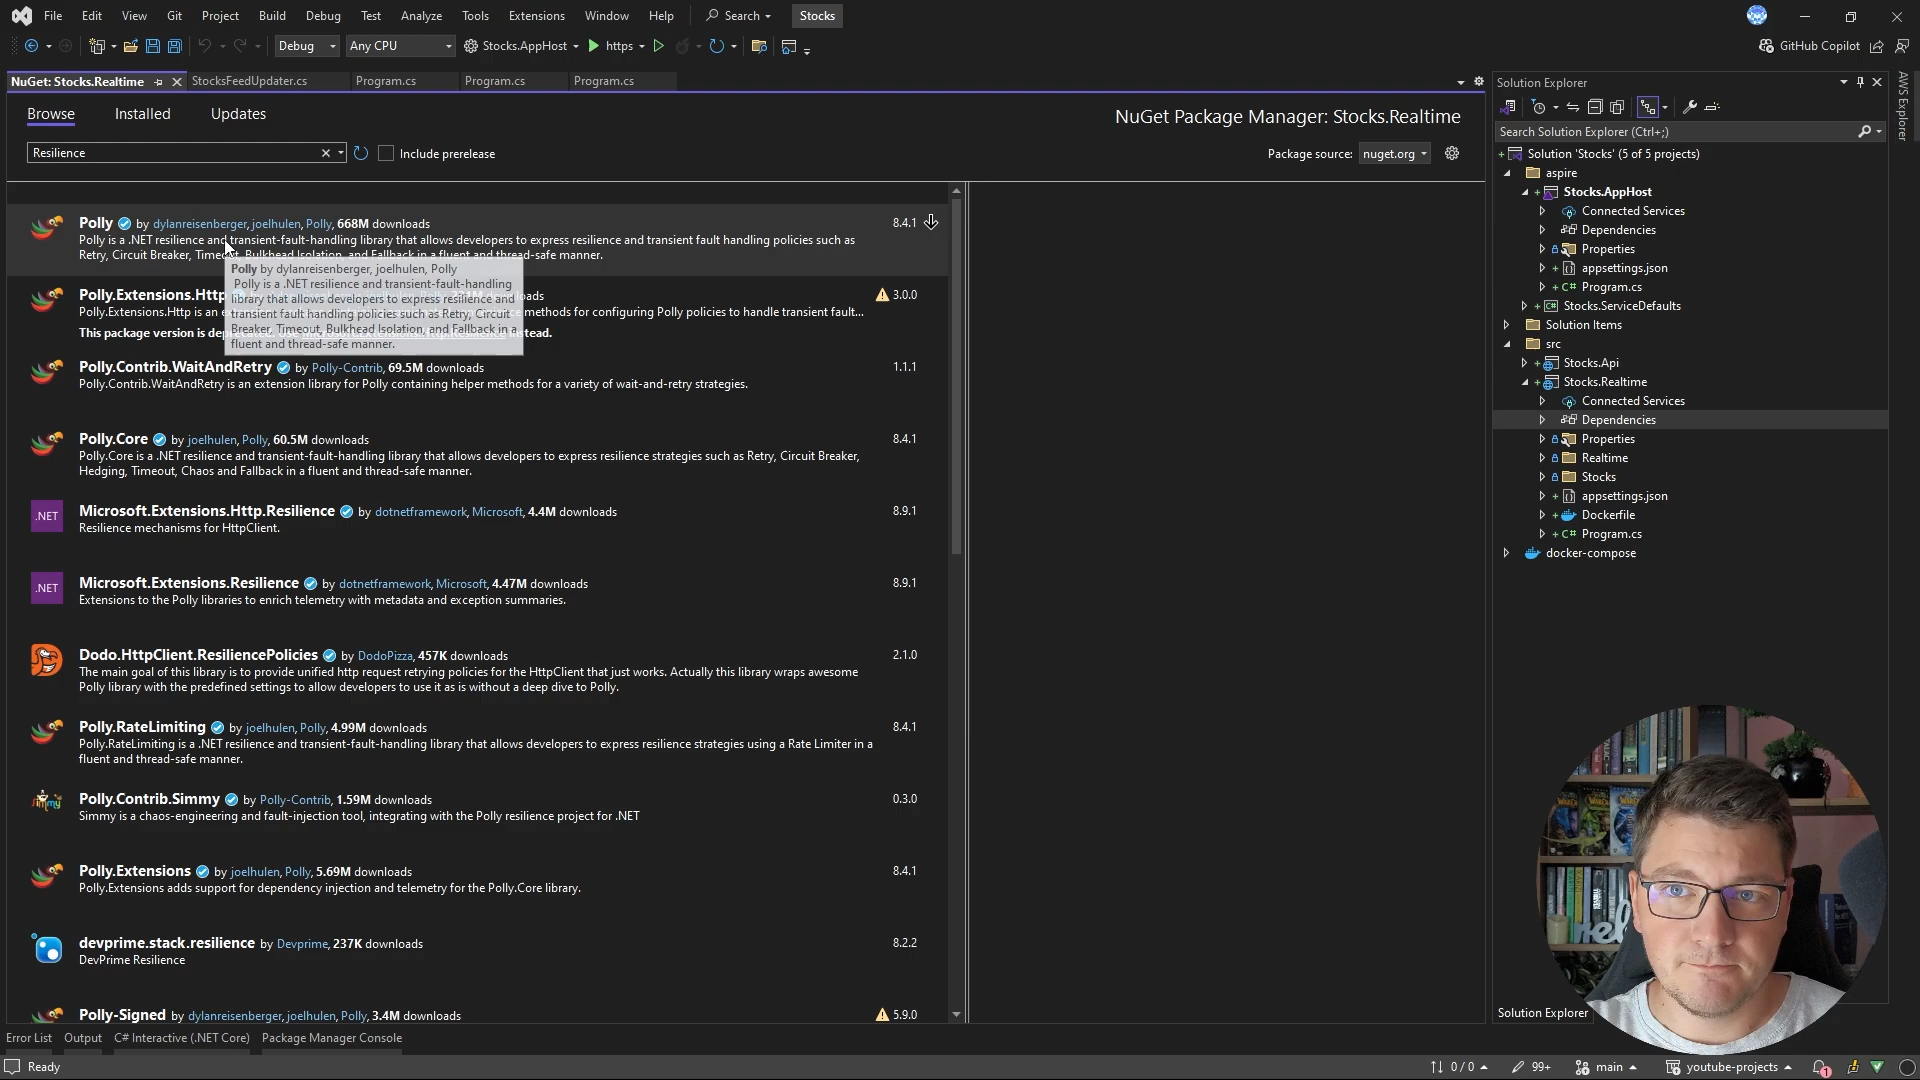 File Edit View Git Project Build Debug Test Analyze Tools Extensions Window Help Search Stocks
Debug Any CPU Stocks.AppHost https GitHub Copilot
NuGet: Stocks.Realtime StocksFeedUpdater.cs Program.cs Program.cs Program.cs
Browse Installed Updates
NuGet Package Manager: Stocks.Realtime
Resilience
Include prerelease
Package source: nuget.org
Polly by dylanreisenberger, joelhulen, Polly, 668M downloads 8.4.1
Polly is a .NET resilience and transient-fault-handling library that allows developers to express resilience and transient fault handling policies such as
Retry, Circuit Breaker, Timeout, Bulkhead Isolation, and Fallback in a fluent and thread-safe manner.
Polly by dylanreisenberger, joelhulen, Polly
Polly is a .NET resilience and transient-fault-handling
library that allows developers to express resilience and
transient fault handling policies such as Retry, Circuit
Breaker, Timeout, Bulkhead Isolation, and Fallback in a
fluent and thread-safe manner.
Polly.Extensions.Http downloads 3.0.0
Polly.Extensions.Http is an methods for configuring Polly policies to handle transient fault...
This package version is instead.
Polly.Contrib.WaitAndRetry by Polly-Contrib, 69.5M downloads 1.1.1
Polly.Contrib.WaitAndRetry is an extension library for Polly containing helper methods for a variety of wait-and-retry strategies.
Polly.Core by joelhulen, Polly, 60.5M downloads 8.4.1
Polly.Core is a .NET resilience and transient-fault-handling library that allows developers to express resilience strategies such as Retry, Circuit Breaker,
Hedging, Timeout, Chaos and Fallback in a fluent and thread-safe manner.
.NET
Microsoft.Extensions.Http.Resilience by dotnetframework, Microsoft, 4.4M downloads 8.9.1
Resilience mechanisms for HttpClient.
.NET
Microsoft.Extensions.Resilience by dotnetframework, Microsoft, 4.47M downloads 8.9.1
Extensions to the Polly libraries to enrich telemetry with metadata and exception summaries.
Dodo.HttpClient.ResiliencePolicies by DodoPizza, 457K downloads 2.1.0
The main goal of this library is to provide unified http request retrying policies for the HttpClient that just works. Actually this library wraps awesome
Polly library with the predefined settings to allow developers to use it as is without a deep dive to Polly.
Polly.RateLimiting by joelhulen, Polly, 4.99M downloads 8.4.1
Polly.RateLimiting is a .NET resilience and transient-fault-handling library that allows developers to express resilience strategies using a Rate Limiter in a
fluent and thread-safe manner.
Polly.Contrib.Simmy by Polly-Contrib, 1.59M downloads 0.3.0
Simmy is a chaos-engineering and fault-injection tool, integrating with the Polly resilience project for .NET
Polly.Extensions by joelhulen, Polly, 5.69M downloads 8.4.1
Polly.Extensions adds support for dependency injection and telemetry for the Polly.Core library.
devprime.stack.resilience by Devprime, 237K downloads 8.2.2
DevPrime Resilience
Polly-Signed by dylanreisenberger, joelhulen, Polly, 3.4M downloads 5.9.0
Solution Explorer
Search Solution Explorer (Ctrl+;)
Solution 'Stocks' (5 of 5 projects)
aspire
Stocks.AppHost
Connected Services
Dependencies
Properties
appsettings.json
C# Program.cs
C# Stocks.ServiceDefaults
Solution Items
src
Stocks.Api
Stocks.Realtime
Connected Services
Dependencies
Properties
Realtime
Stocks
appsettings.json
Dockerfile
C# Program.cs
docker-compose
Solution Explorer
AWS Explorer
Error List Output C# Interactive (.NET Core) Package Manager Console
Ready 0 / 0 99+ main youtube-projects 1